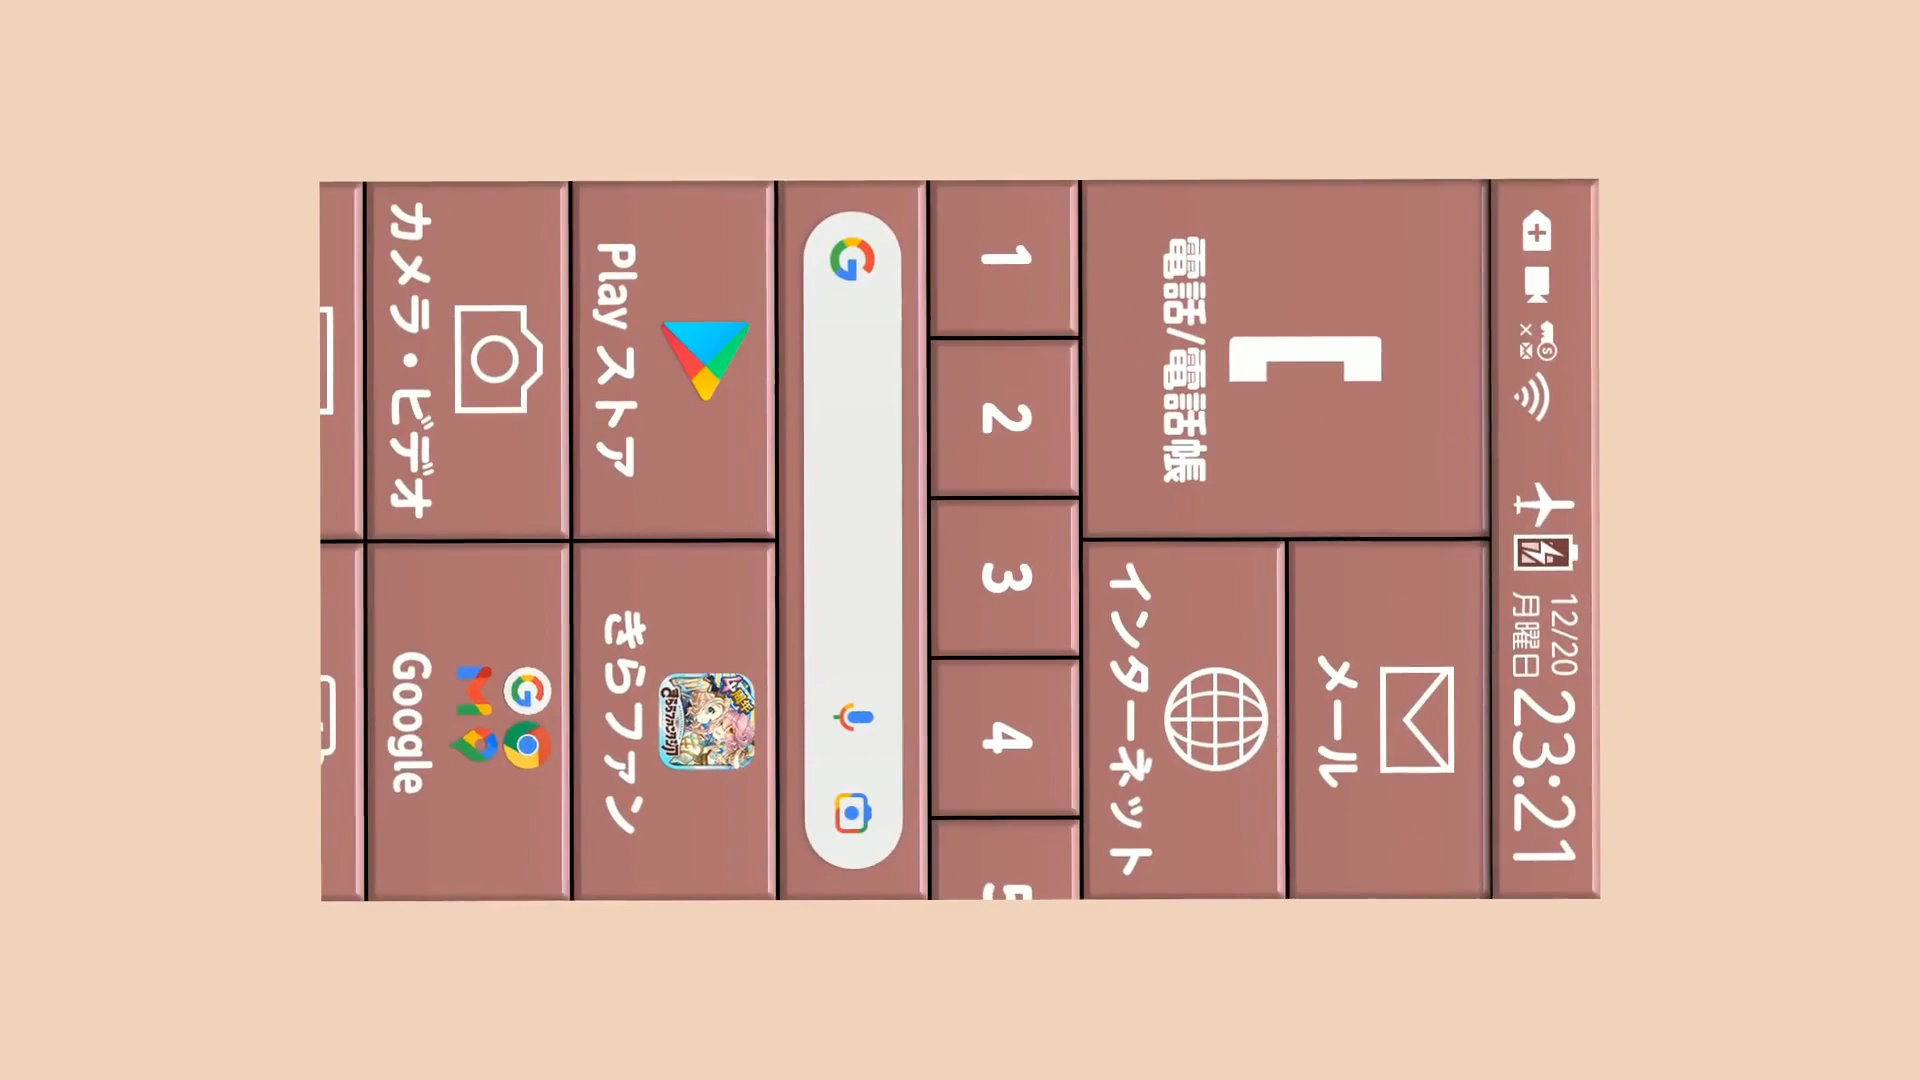 12/20
月曜日
23:21
電話/電話帳
メール
インターネット
1
2
3
4
5
Play ストア
きらファン
カメラ・ビデオ
Google